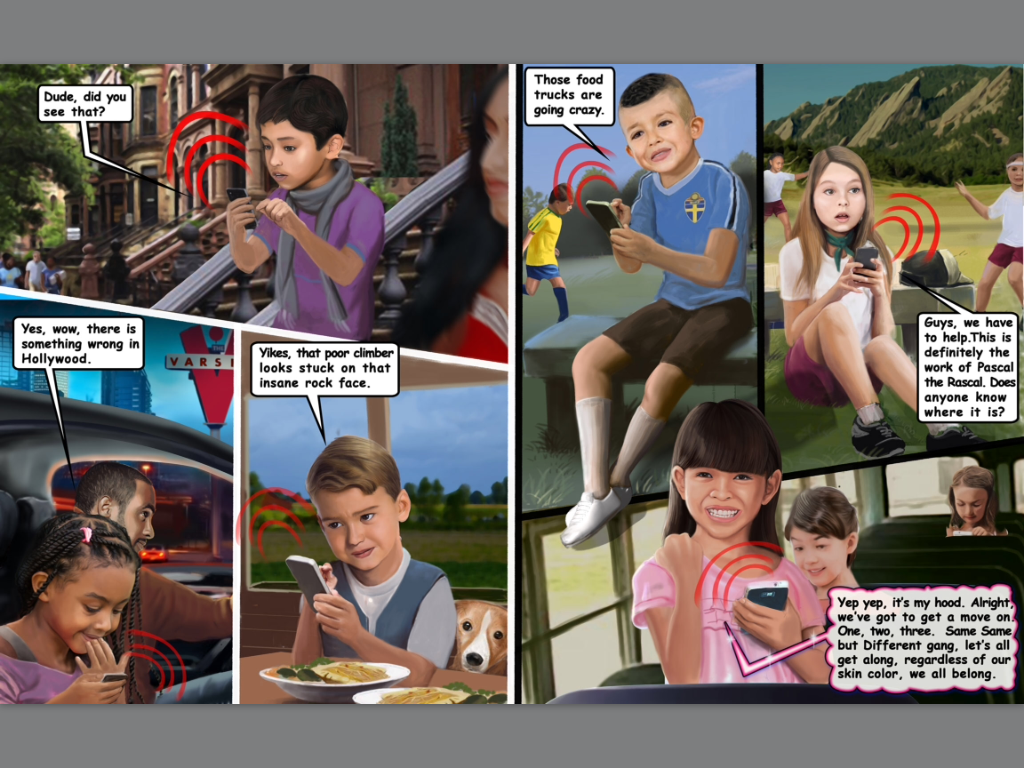 Dude, did you
see that?
Yes, wow, there is
something wrong in
Hollywood.
VARSI
Yikes, that poor climber
looks stuck on that
insane rock face.
Those food
trucks are
going crazy.
Guys, we have
to help.This is
definitely the
work of Pascal
the Rascal. Does
anyone know
where it is?
Yep yep, it's my hood. Alright,
we've got to get a move on.
One, two, three. Same Same
but Different gang, let's all
get along, regardless of our
skin color, we all belong.